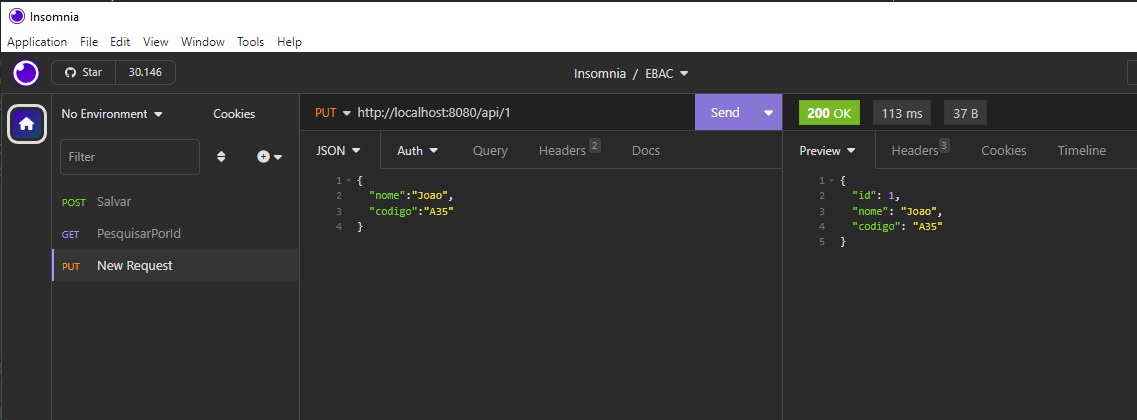 Insomnia
Application File Edit View Window Tools Help
Star 30.146
Insomnia / EBAC
No Environment
Cookies
Filter
POST Salvar
GET PesquisarPorId
PUT New Request
PUT http://localhost:8080/api/1 Send
JSON Auth Query Headers 2 Docs
1 {
2 "nome":"Joao",
3 "codigo":"A35"
4 }
200 OK 113 ms 37 B
Preview Headers 3 Cookies Timeline
1 {
2 "id": 1,
3 "nome": "Joao",
4 "codigo": "A35"
5 }